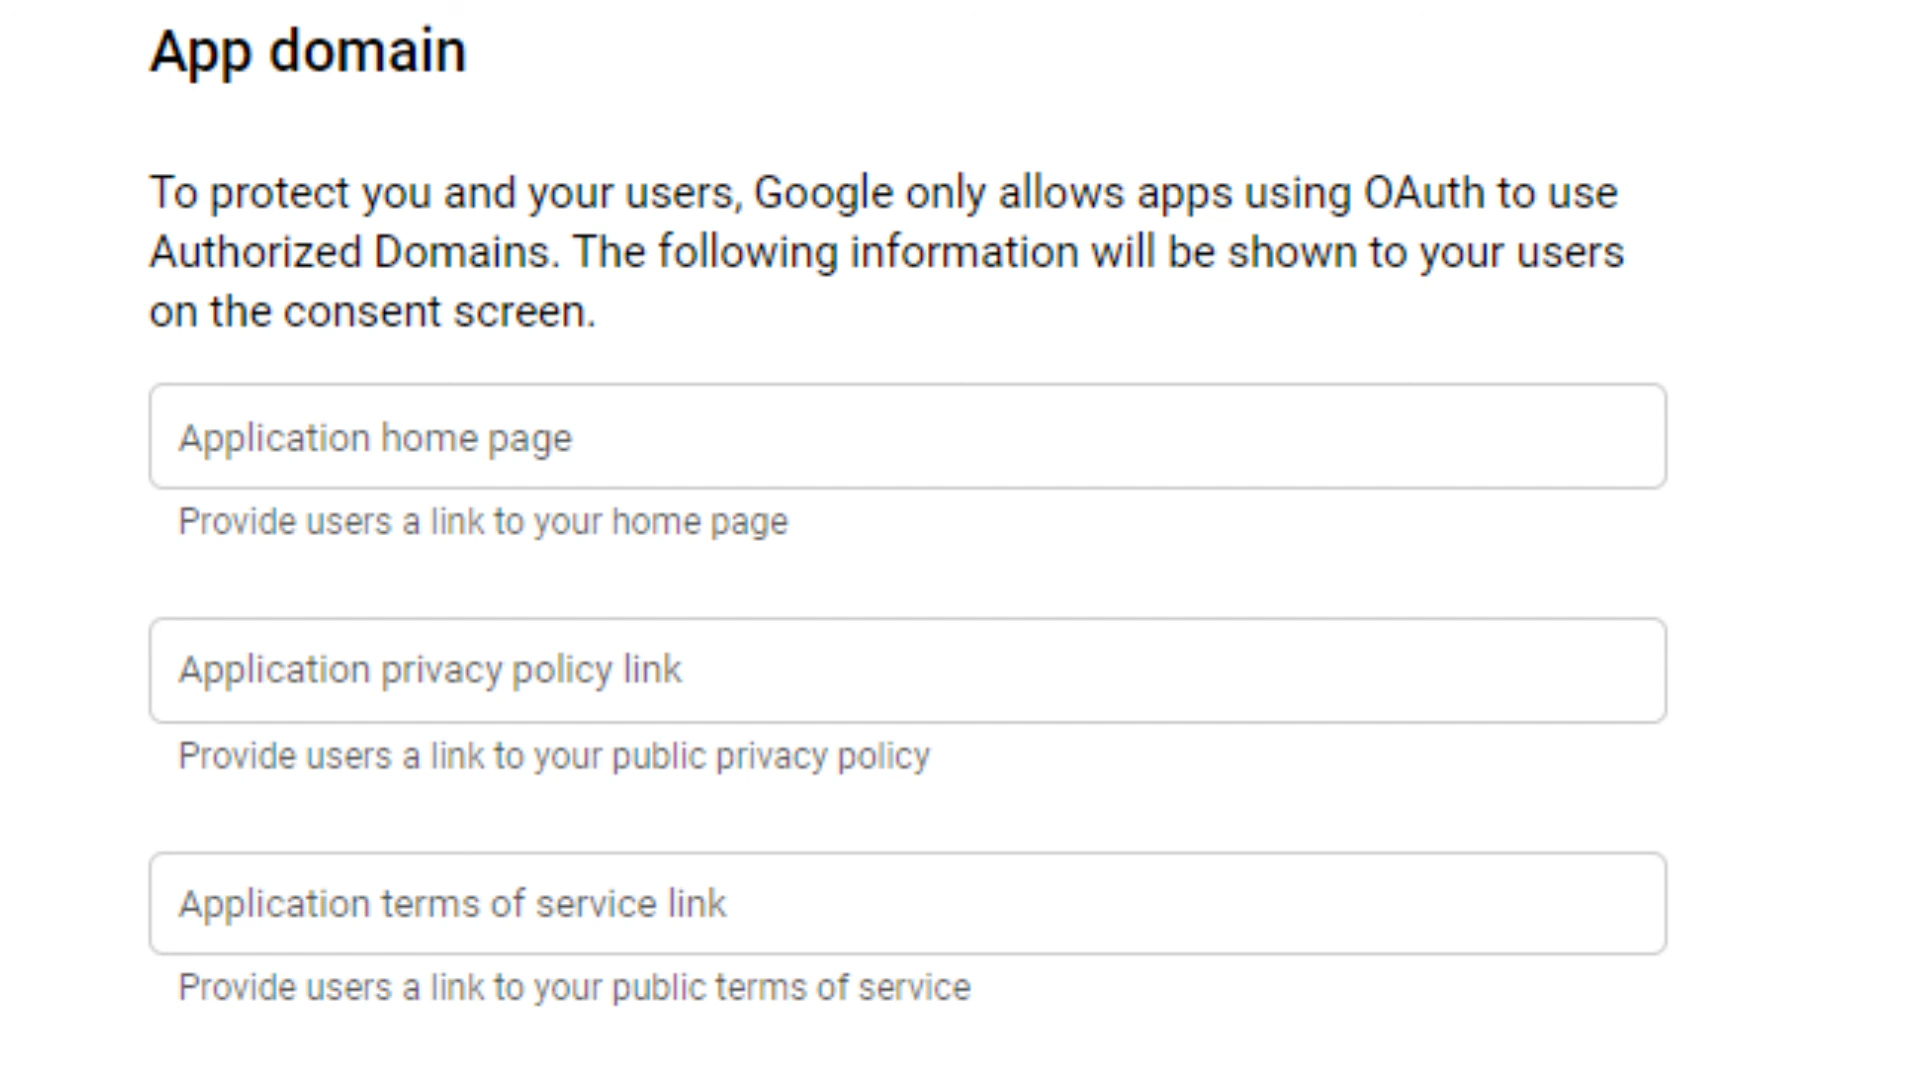 App domain
To protect you and your users, Google only allows apps using OAuth to use
Authorized Domains. The following information will be shown to your users
on the consent screen.
Application home page
Provide users a link to your home page
Application privacy policy link
Provide users a link to your public privacy policy
Application terms of service link
Provide users a link to your public terms of service